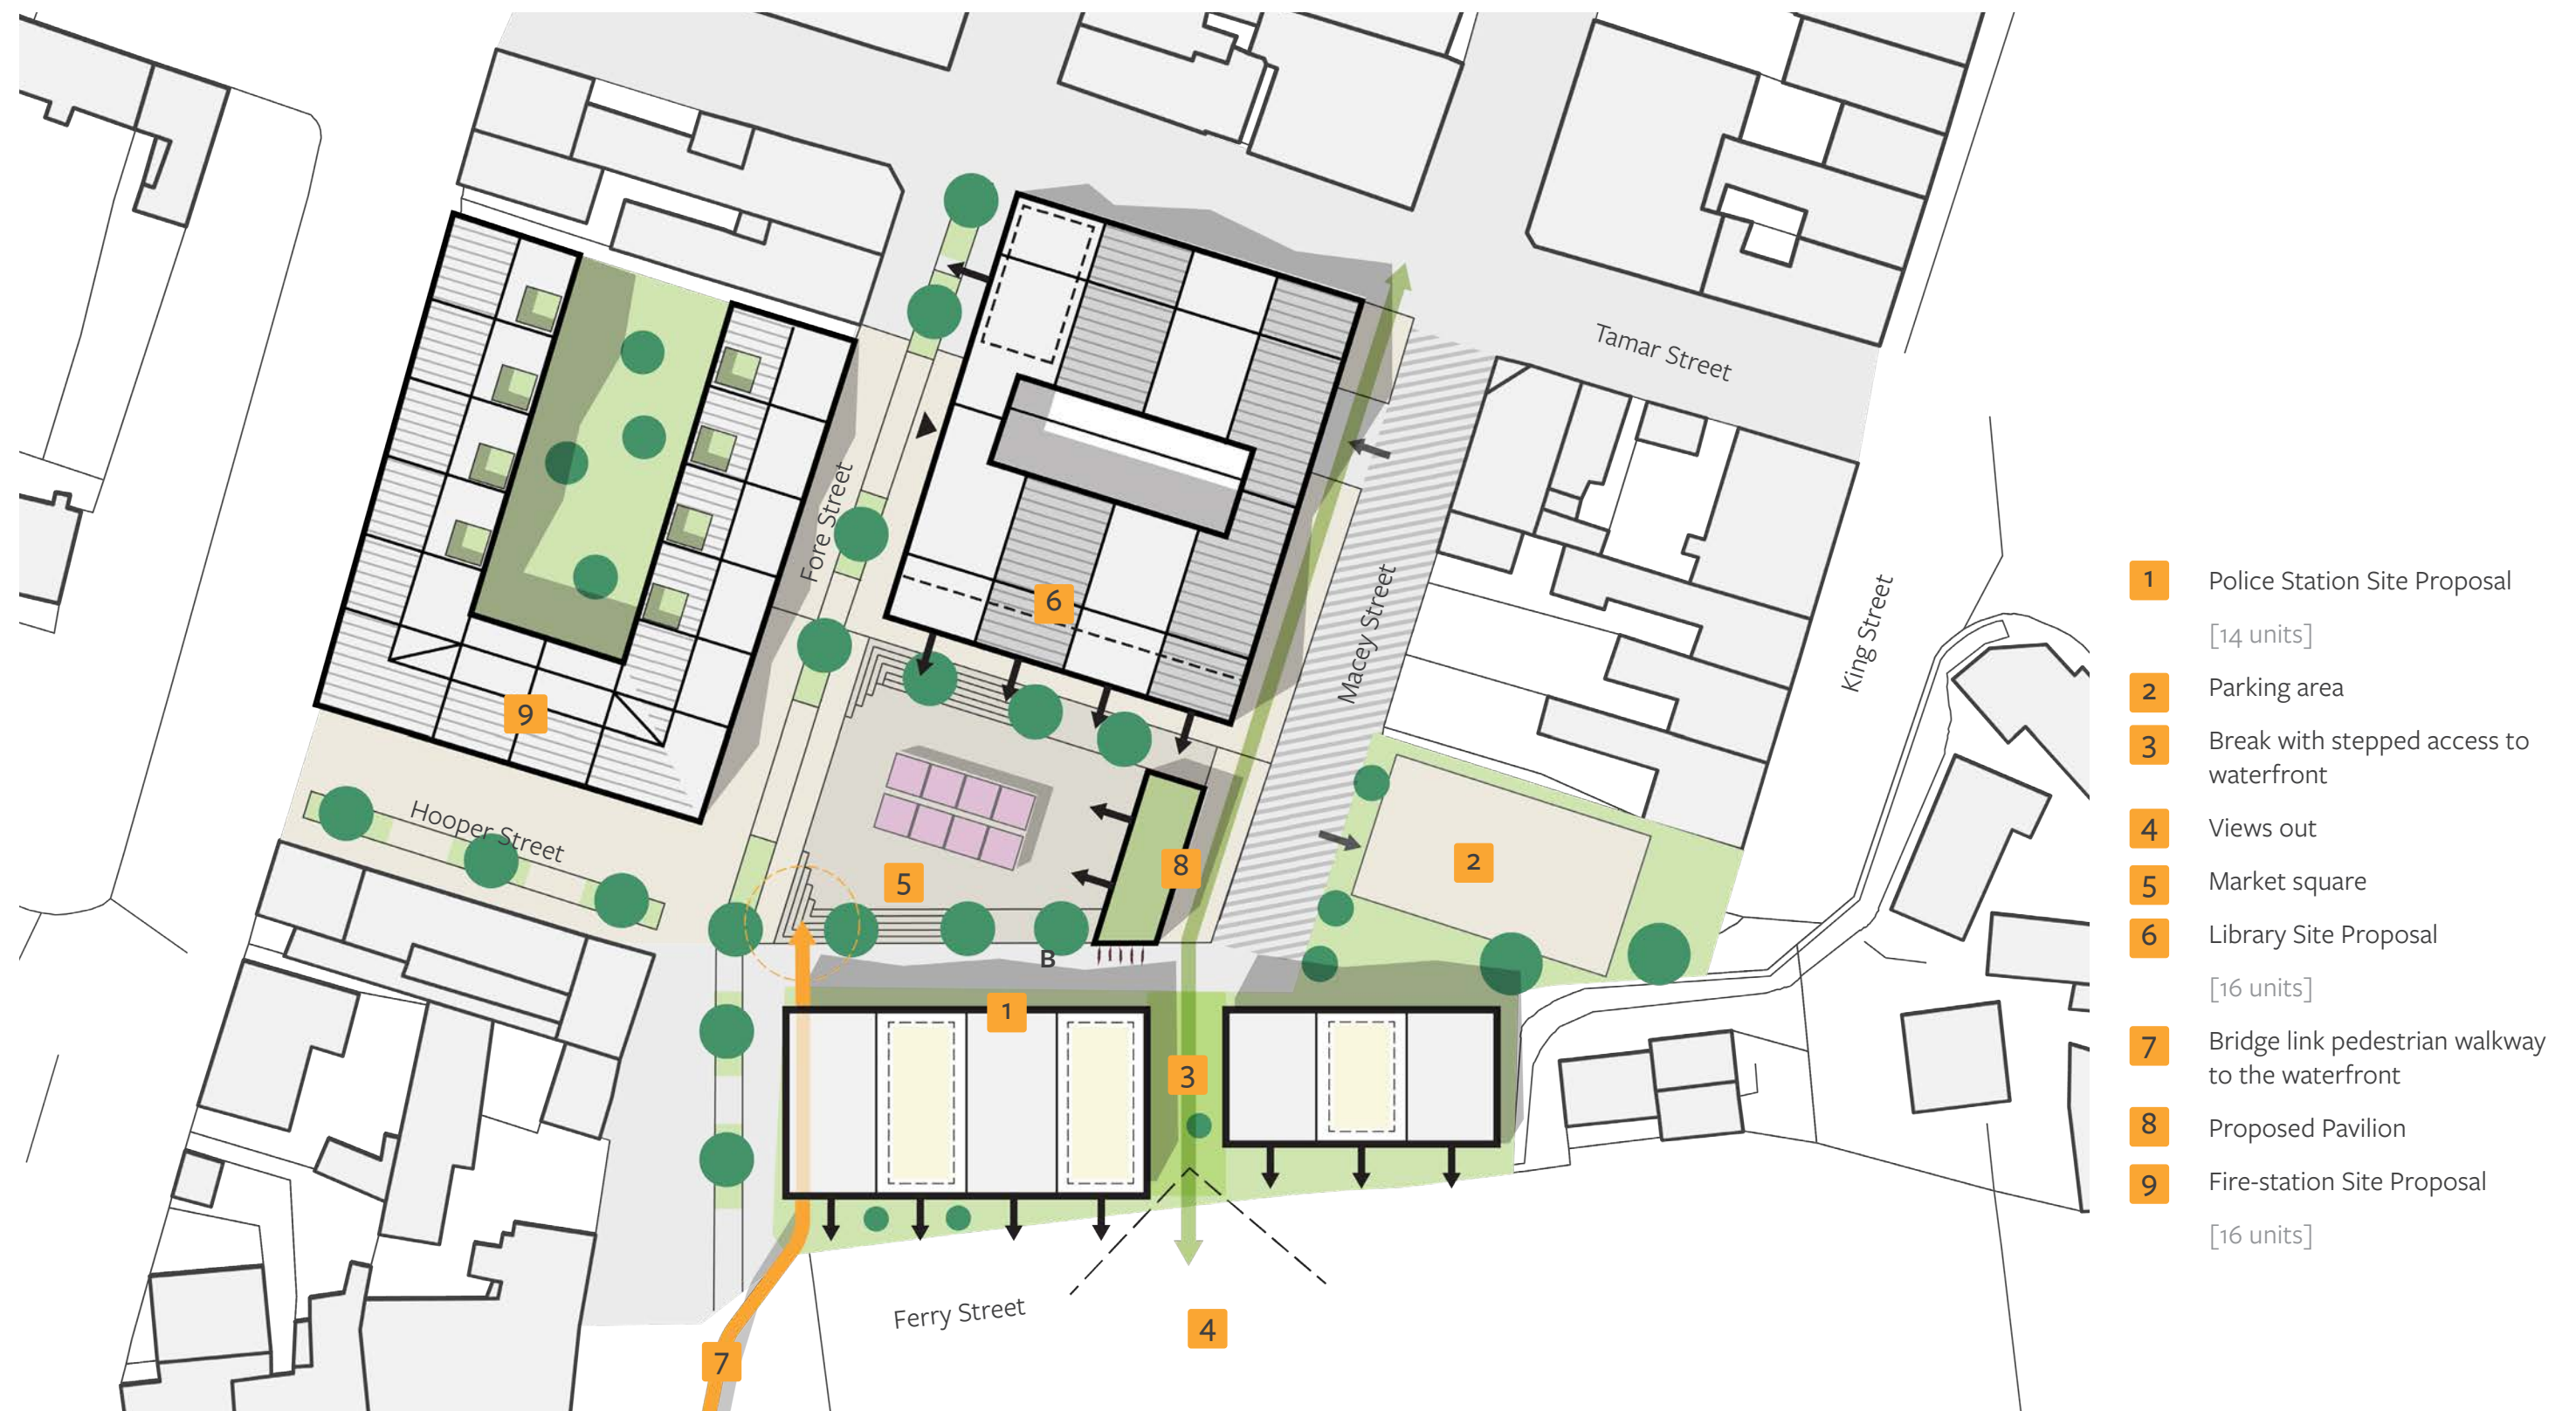 Tamar Street
Fore Street
Macey Street
King Street
Hooper Street
Ferry Street
6
9
5
8
2
B
1
3
4
7
1 Police Station Site Proposal
[14 units]
2 Parking area
3 Break with stepped access to
waterfront
4 Views out
5 Market square
6 Library Site Proposal
[16 units]
7 Bridge link pedestrian walkway
to the waterfront
8 Proposed Pavilion
9 Fire-station Site Proposal
[16 units]